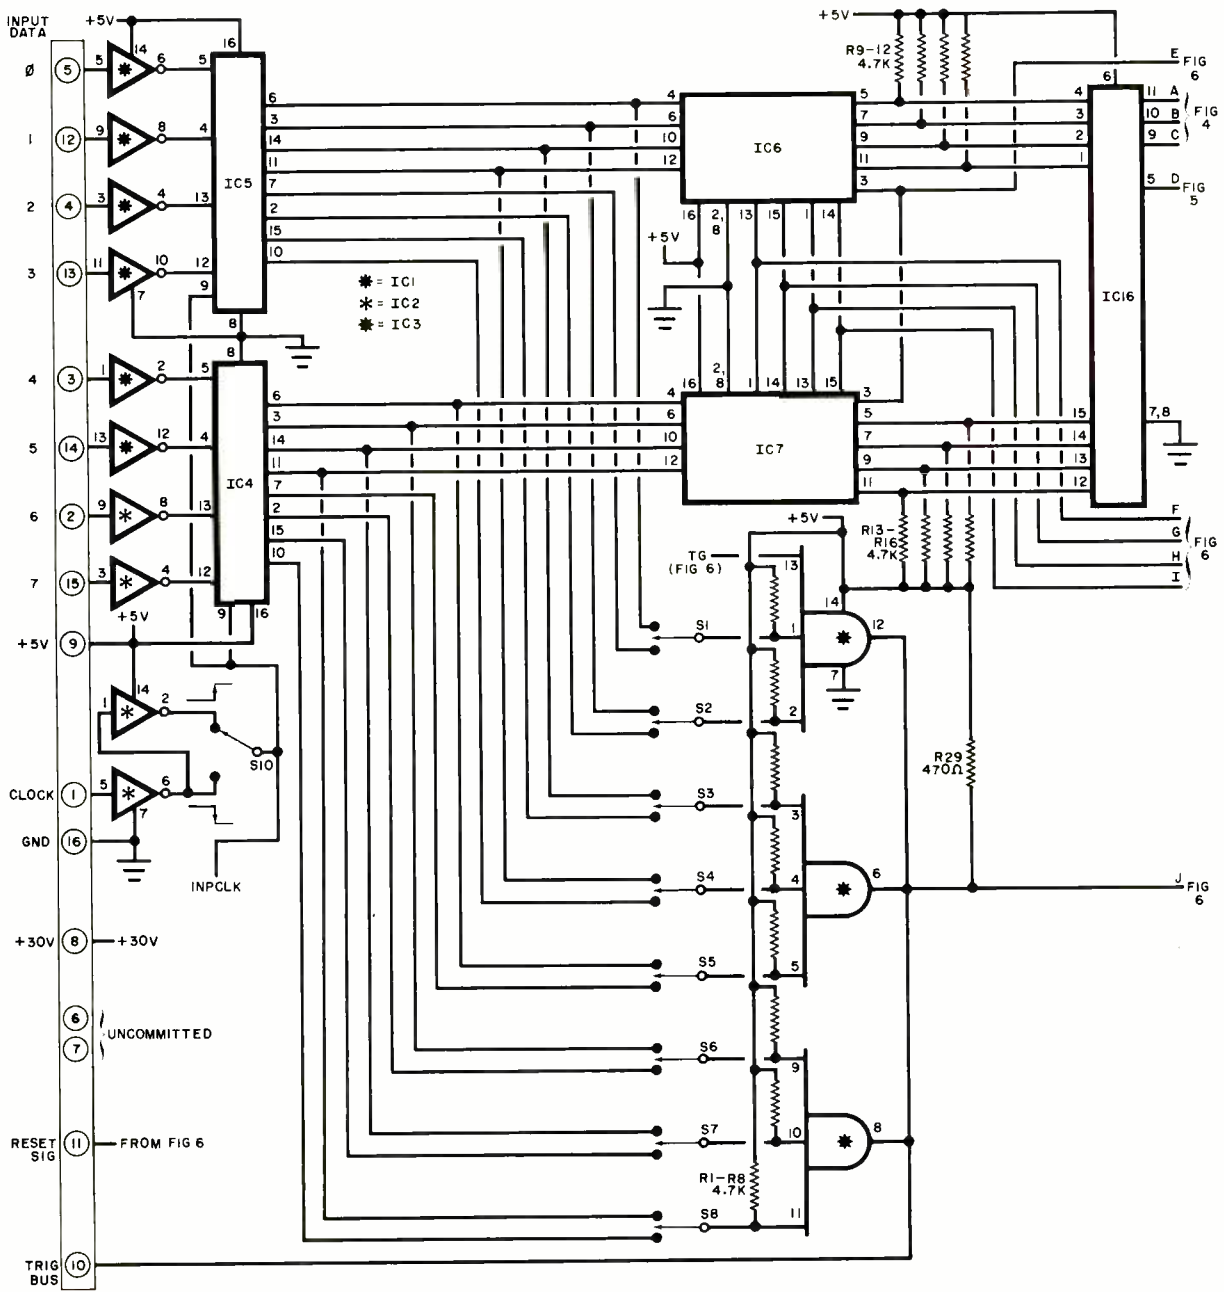 INPUT
DATA
+5V
14
16
+5V
R9-12
4.7K
E
FIG
6
Ø
5
5
6
5
6
4
5
6
4
11
A
FIG
4
3
6
7
3
10
B
1
12
9
8
4
14
10
IC6
9
2
9
C
11
12
11
1
IC5
7
3
5
D
FIG
5
2
4
3
4
13
2
15
16
2,
8
13
15
1
14
+5V
10
3
13
11
10
12
9
7
✱ = IC1
✱ = IC2
✱ = IC3
IC16
8
8
4
3
1
2
5
16
2,
8
1
14
13
15
6
4
3
3
6
5
15
7,8
5
14
13
12
4
14
10
IC7
7
14
11
12
9
13
IC4
7
11
12
6
2
9
8
13
2
+5V
F
15
R13-
R16
4.7K
G
FIG
6
10
TG
(FIG 6)
13
H
7
15
3
4
12
I
9
16
14
+5V
S1
1
12
+5V
9
7
1
14
2
S2
2
S10
R29
470Ω
CLOCK
1
5
6
S3
3
7
GND
16
INPCLK
S4
4
6
J
FIG
6
+30V
8
+30V
S5
5
6
UNCOMMITTED
7
S6
9
RESET
SIG
11
FROM FIG 6
S7
10
8
R1-R8
4.7K
S8
11
TRIG
BUS
10